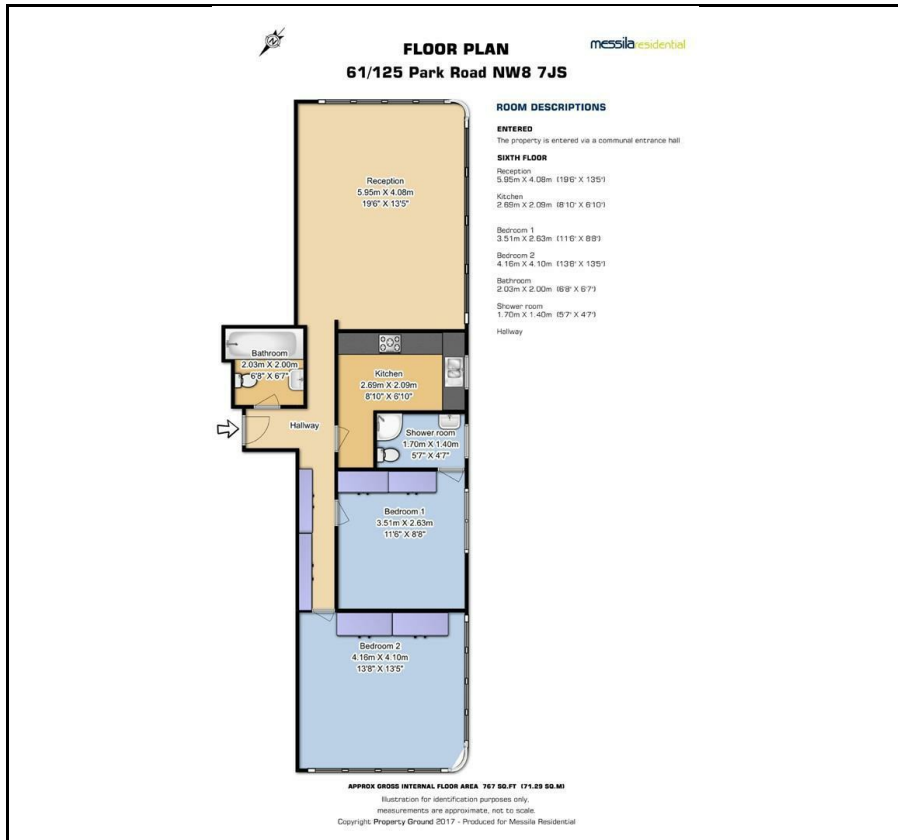 FLOOR PLAN
messila residential
61/125 Park Road NW8 7JS
N
Reception
5.95m X 4.08m
19'6" X 13'5"
Bathroom
2.03m X 2.00m
6'8" X 6'7"
Kitchen
2.69m X 2.09m
8'10" X 6'10"
Hallway
Shower room
1.70m X 1.40m
5'7" X 4'7"
Bedroom 1
3.51m X 2.63m
11'6" X 8'8"
Bedroom 2
4.16m X 4.10m
13'8" X 13'5"
ROOM DESCRIPTIONS
ENTERED
The property is entered via a communal entrance hall
SIXTH FLOOR
Reception
5.95m X 4.08m (19'6" X 13'5")
Kitchen
2.69m X 2.09m (8'10" X 6'10")
Bedroom 1
3.51m X 2.63m (11'6" X 8'8")
Bedroom 2
4.16m X 4.10m (13'8" X 13'5")
Bathroom
2.03m X 2.00m (6'8" X 6'7")
Shower room
1.70m X 1.40m (5'7" X 4'7")
Hallway
APPROX GROSS INTERNAL FLOOR AREA 767 SQ.FT (71.29 SQ.M)
Illustration for identification purposes only,
measurements are approximate, not to scale.
Copyright Property Ground 2017 - Produced for Messila Residential